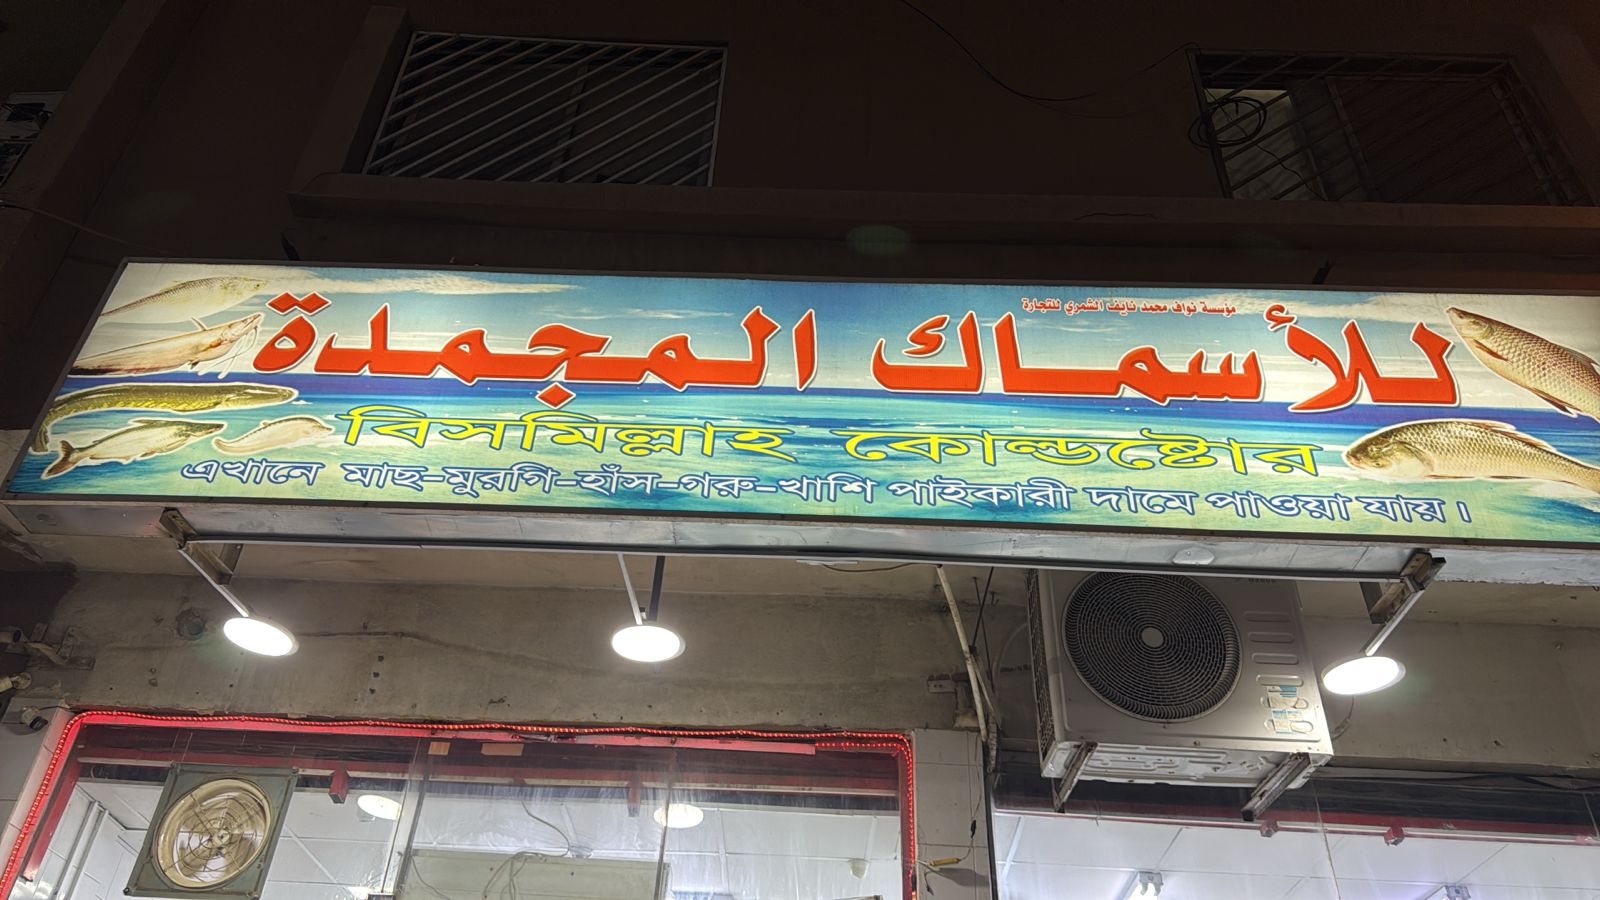 مؤسسة نواف محمد نايف الشمري للتجارة
للأسماك المجمدة
বিসমিল্লাহ কোল্ডষ্টোর
এখানে মাছ-মুরগি-হাঁস-গরু-খাশি পাইকারী দামে পাওয়া যায়।